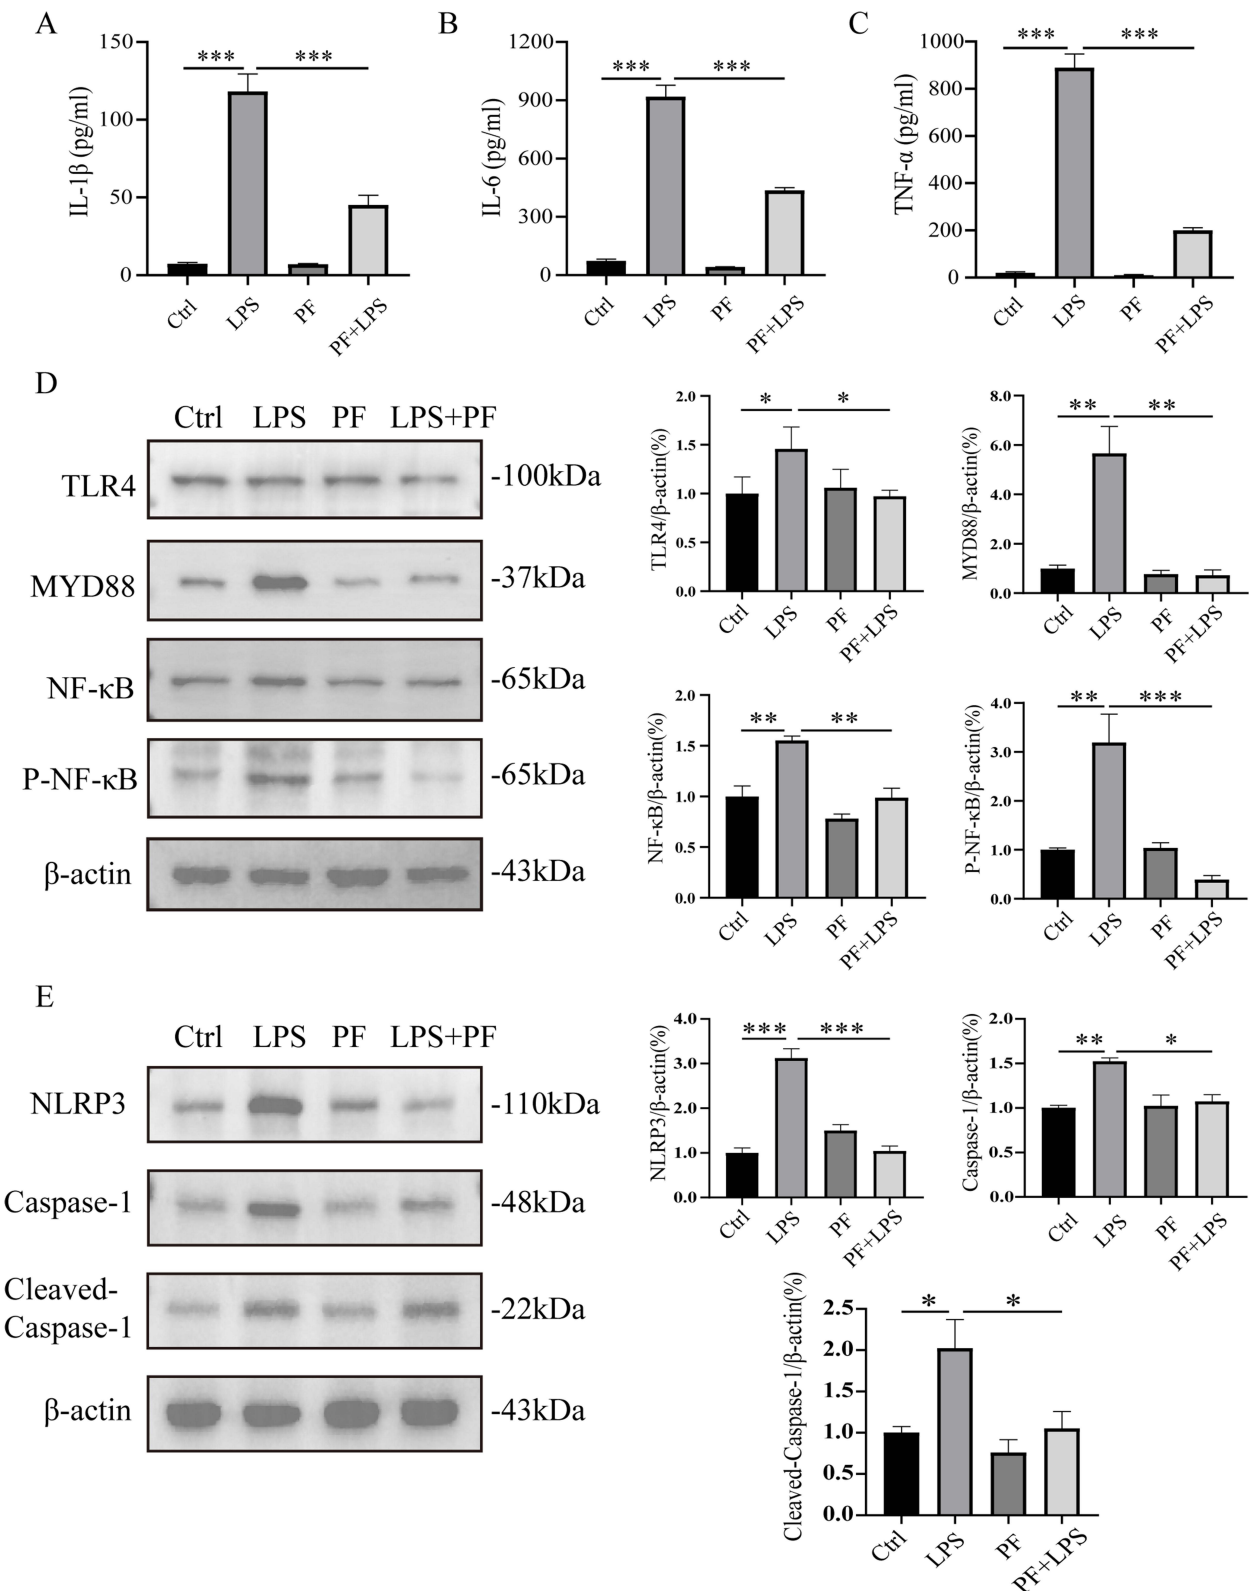 A
150
100
50
0
IL-1β (pg/ml)
***
***
Ctrl
LPS
PF
PF+LPS
B
1200
900
600
300
0
IL-6 (pg/ml)
***
***
Ctrl
LPS
PF
PF+LPS
C
1000
800
600
400
200
0
TNF-α (pg/ml)
***
***
Ctrl
LPS
PF
PF+LPS
D
Ctrl LPS PF LPS+PF
TLR4 -100kDa
MYD88 -37kDa
NF-κB -65kDa
P-NF-κB -65kDa
β-actin -43kDa
2.0
1.5
1.0
0.5
0.0
TLR4/β-actin(%)
*
*
Ctrl
LPS
PF
PF+LPS
8.0
6.0
4.0
2.0
0.0
MYD88/β-actin(%)
**
**
Ctrl
LPS
PF
PF+LPS
2.0
1.5
1.0
0.5
0.0
NF-κB/β-actin(%)
**
**
Ctrl
LPS
PF
PF+LPS
4.0
3.0
2.0
1.0
0.0
P-NF-κB/β-actin(%)
**
***
Ctrl
LPS
PF
PF+LPS
E
Ctrl LPS PF LPS+PF
NLRP3 -110kDa
Caspase-1 -48kDa
Cleaved-
Caspase-1 -22kDa
β-actin -43kDa
4.0
3.0
2.0
1.0
0.0
NLRP3/β-actin(%)
***
***
Ctrl
LPS
PF
PF+LPS
2.0
1.5
1.0
0.5
0.0
Caspase-1/β-actin(%)
**
*
Ctrl
LPS
PF
PF+LPS
2.5
2.0
1.5
1.0
0.5
0.0
Cleaved-Caspase-1/β-actin(%)
*
*
Ctrl
LPS
PF
PF+LPS